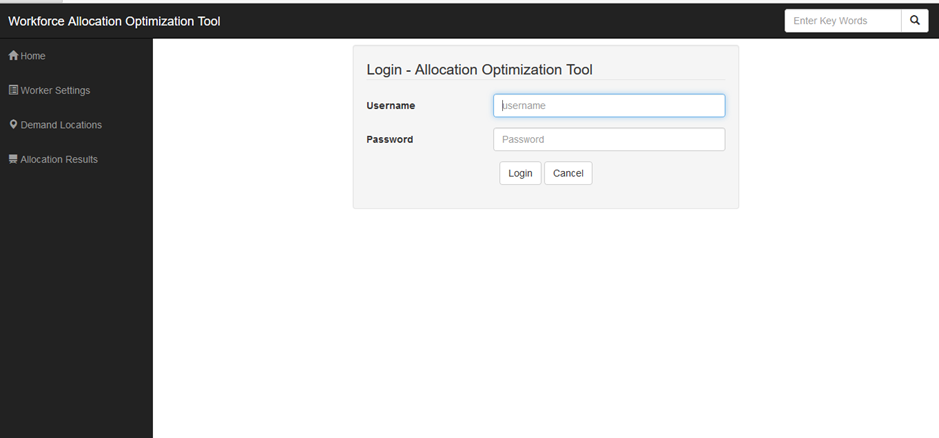 Workforce Allocation Optimization Tool
Enter Key Words
Home
Worker Settings
Demand Locations
Allocation Results
Login - Allocation Optimization Tool
Username
username
Password
Password
Login Cancel